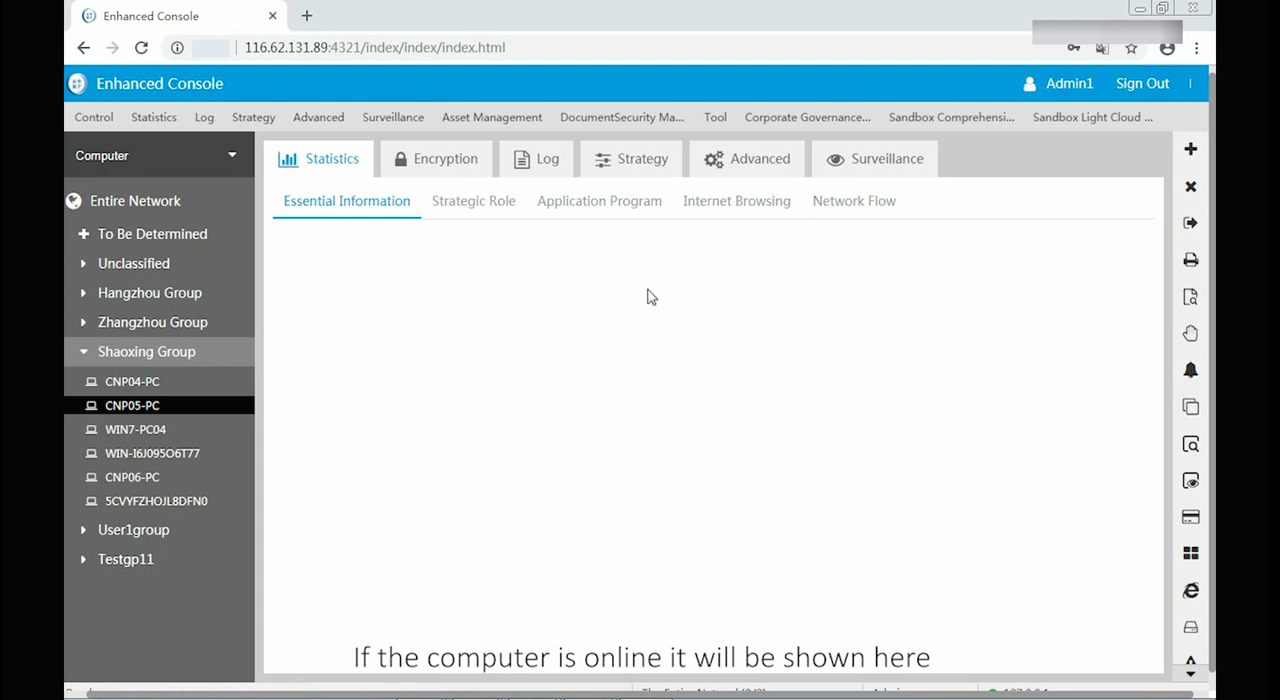 Enhanced Console
116.62.131.89:4321/index/index/index.html
Enhanced Console
Admin1 Sign Out
Control Statistics Log Strategy Advanced Surveillance Asset Management DocumentSecurity Ma... Tool Corporate Governance... Sandbox Comprehensi... Sandbox Light Cloud ...
Computer
Statistics Encryption Log Strategy Advanced Surveillance
Essential Information Strategic Role Application Program Internet Browsing Network Flow
Entire Network
To Be Determined
Unclassified
Hangzhou Group
Zhangzhou Group
Shaoxing Group
CNP04-PC
CNP05-PC
WIN7-PC04
WIN-I6J095O6T77
CNP06-PC
5CVYFZHOJL8DFN0
User1group
Testgp11
If the computer is online it will be shown here